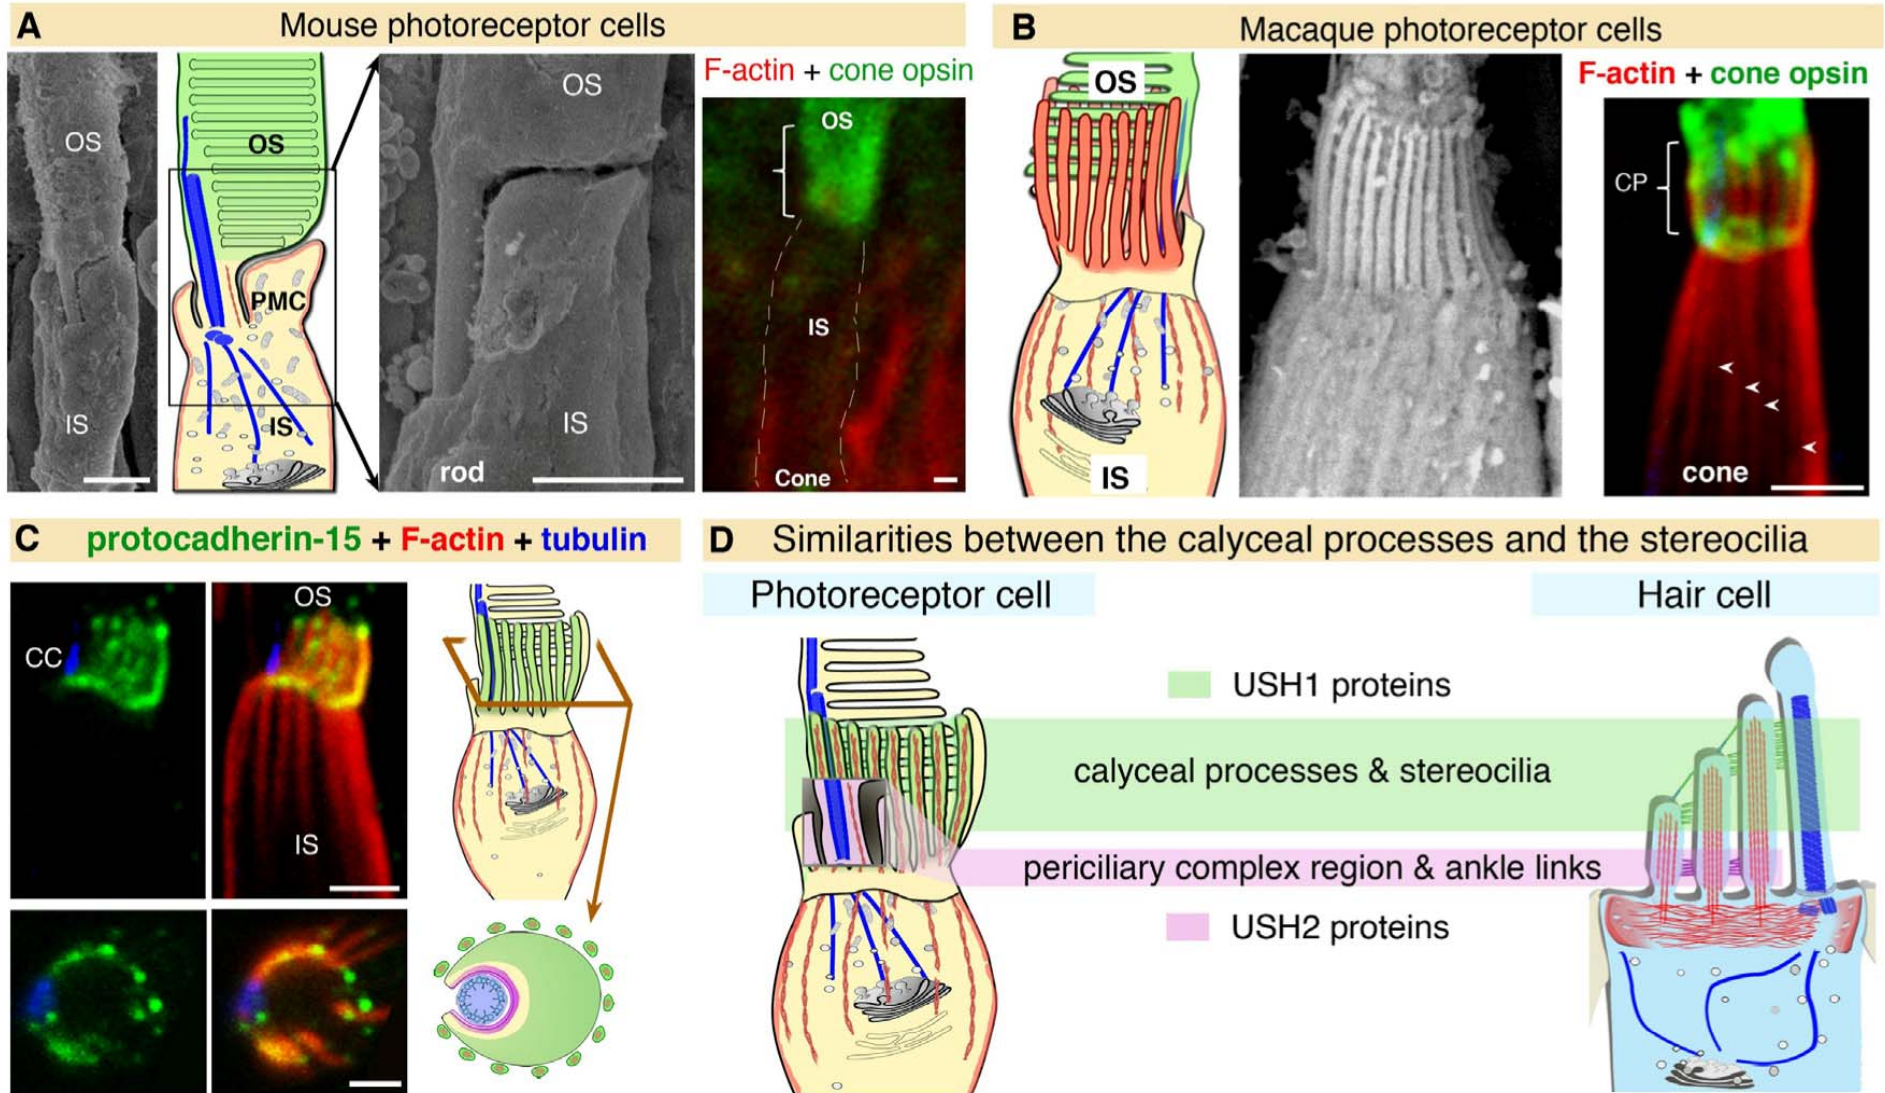 A Mouse photoreceptor cells
OS
IS
OS
PMC
IS
OS
IS
rod
F-actin + cone opsin
OS
IS
Cone
B Macaque photoreceptor cells
OS
IS
F-actin + cone opsin
CP
cone
C protocadherin-15 + F-actin + tubulin
CC
OS
IS
D Similarities between the calyceal processes and the stereocilia
Photoreceptor cell
Hair cell
USH1 proteins
calyceal processes & stereocilia
periciliary complex region & ankle links
USH2 proteins